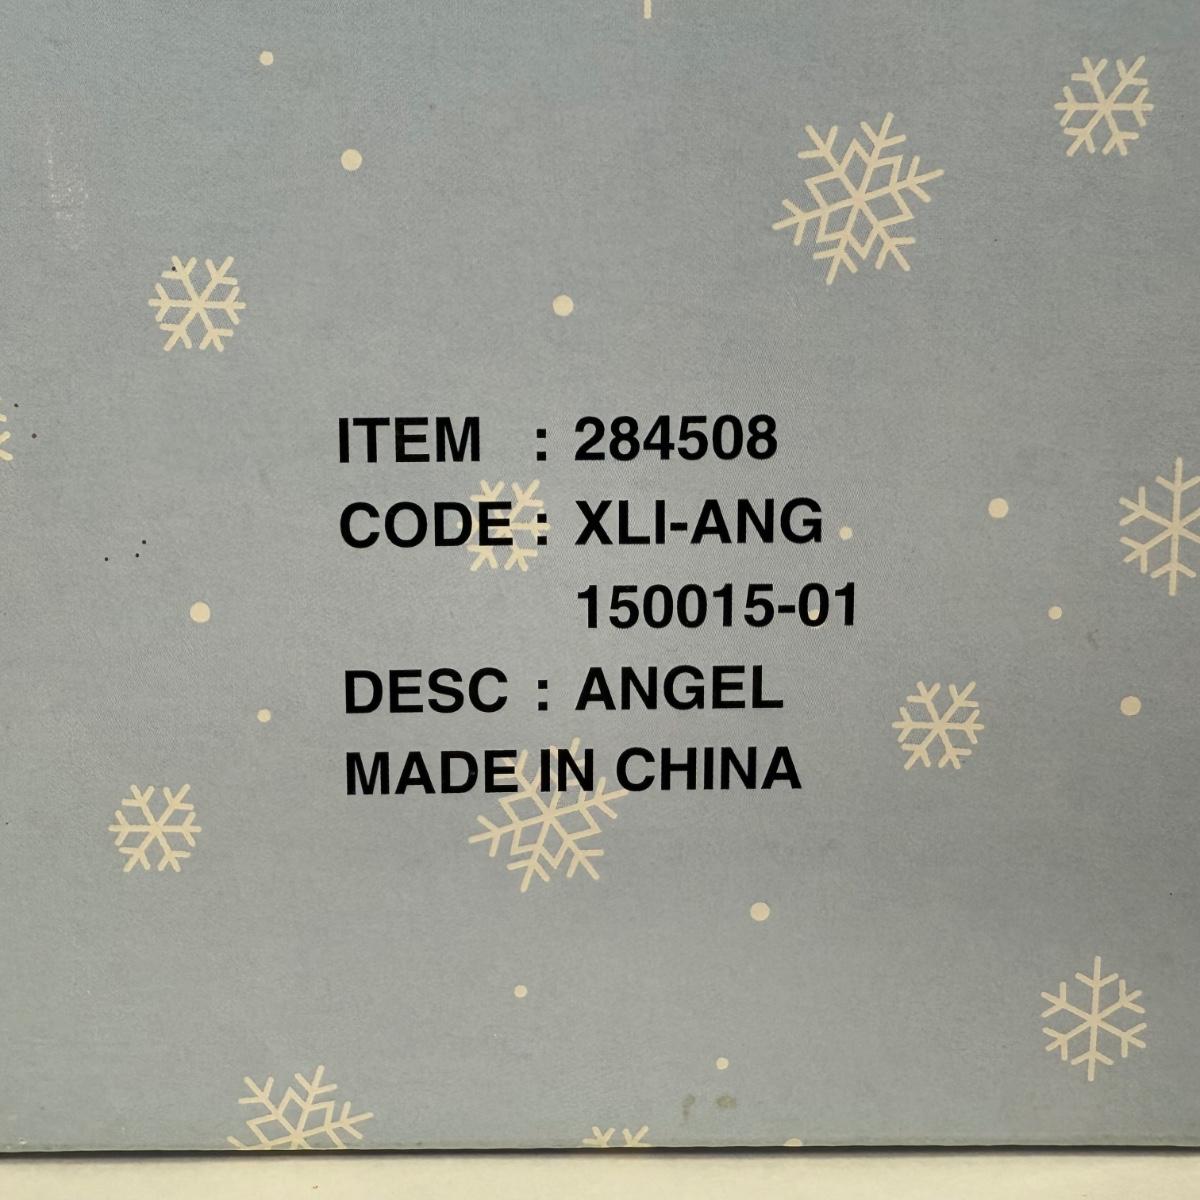 ITEM : 284508
CODE : XLI-ANG
150015-01
DESC : ANGEL
MADE IN CHINA